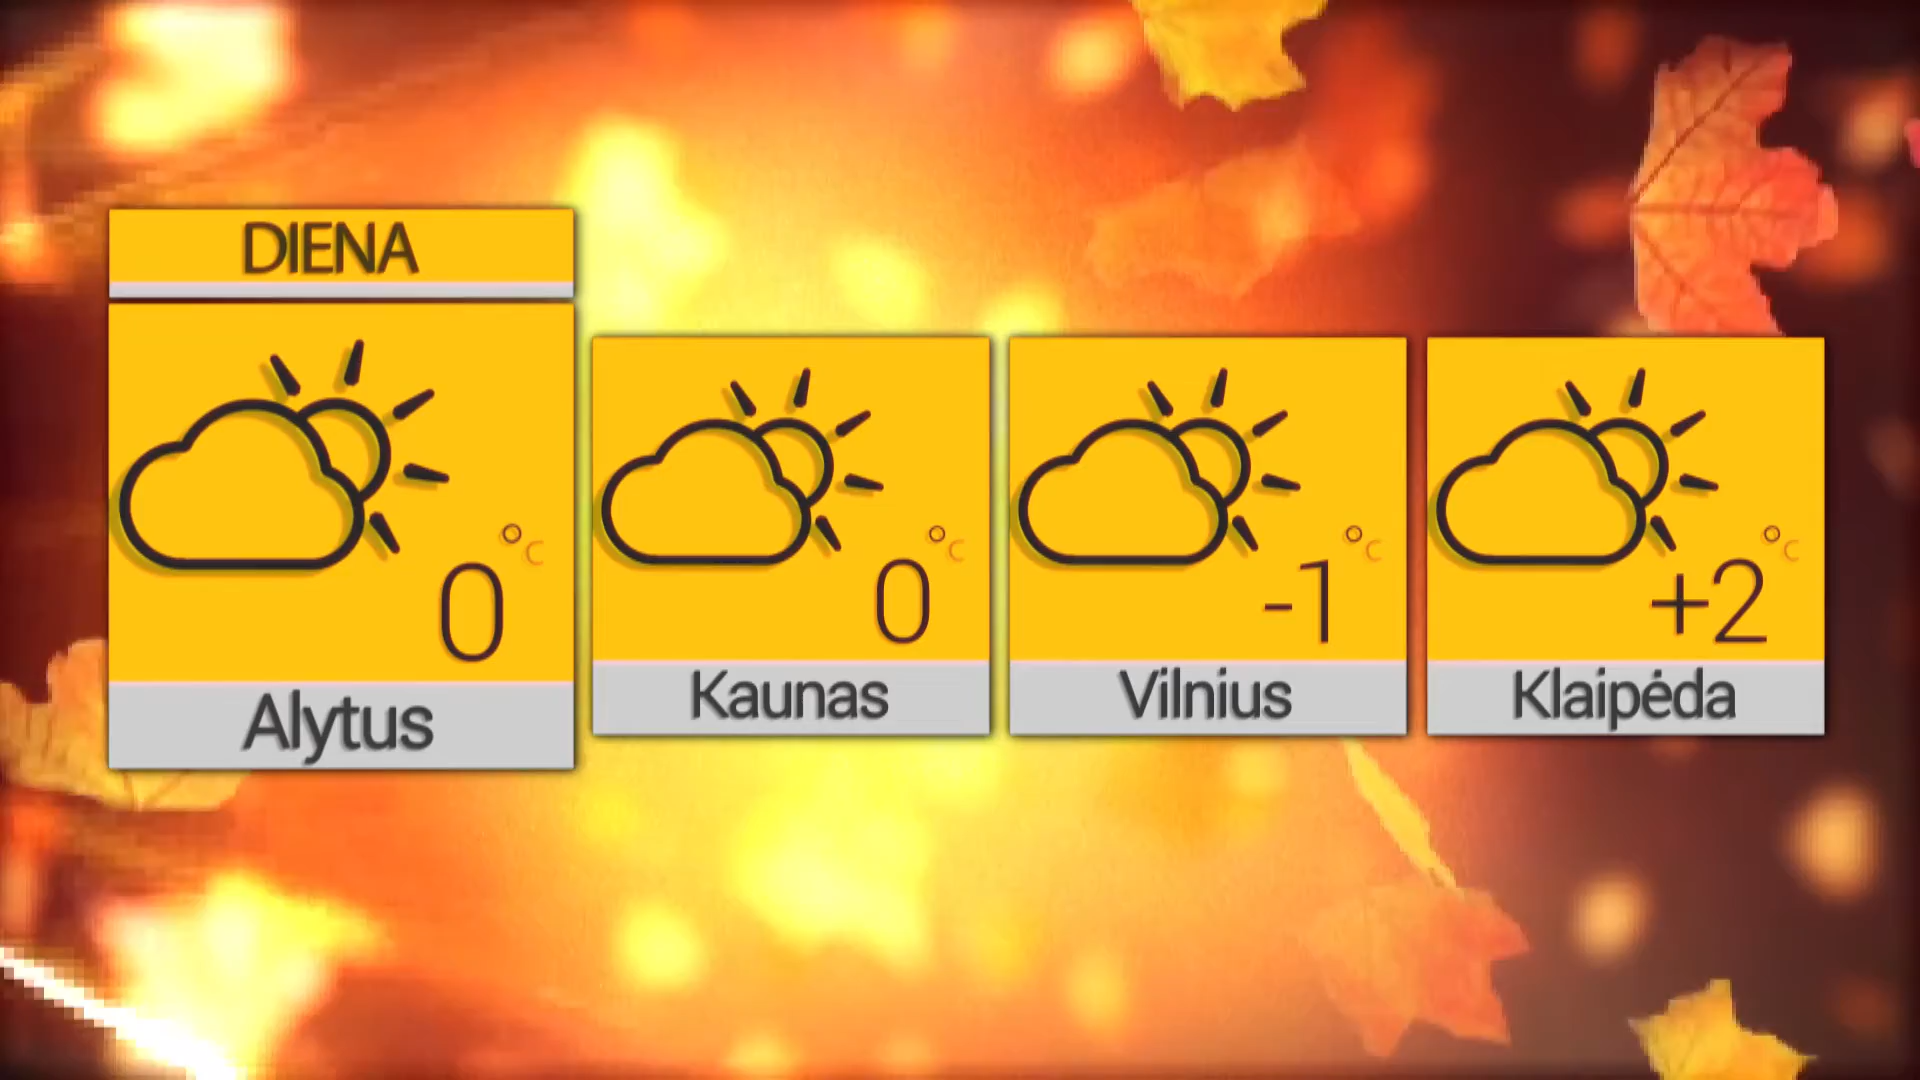 DIENA
0 °C
Alytus
0 °C
Kaunas
-1 °C
Vilnius
+2 °C
Klaipėda